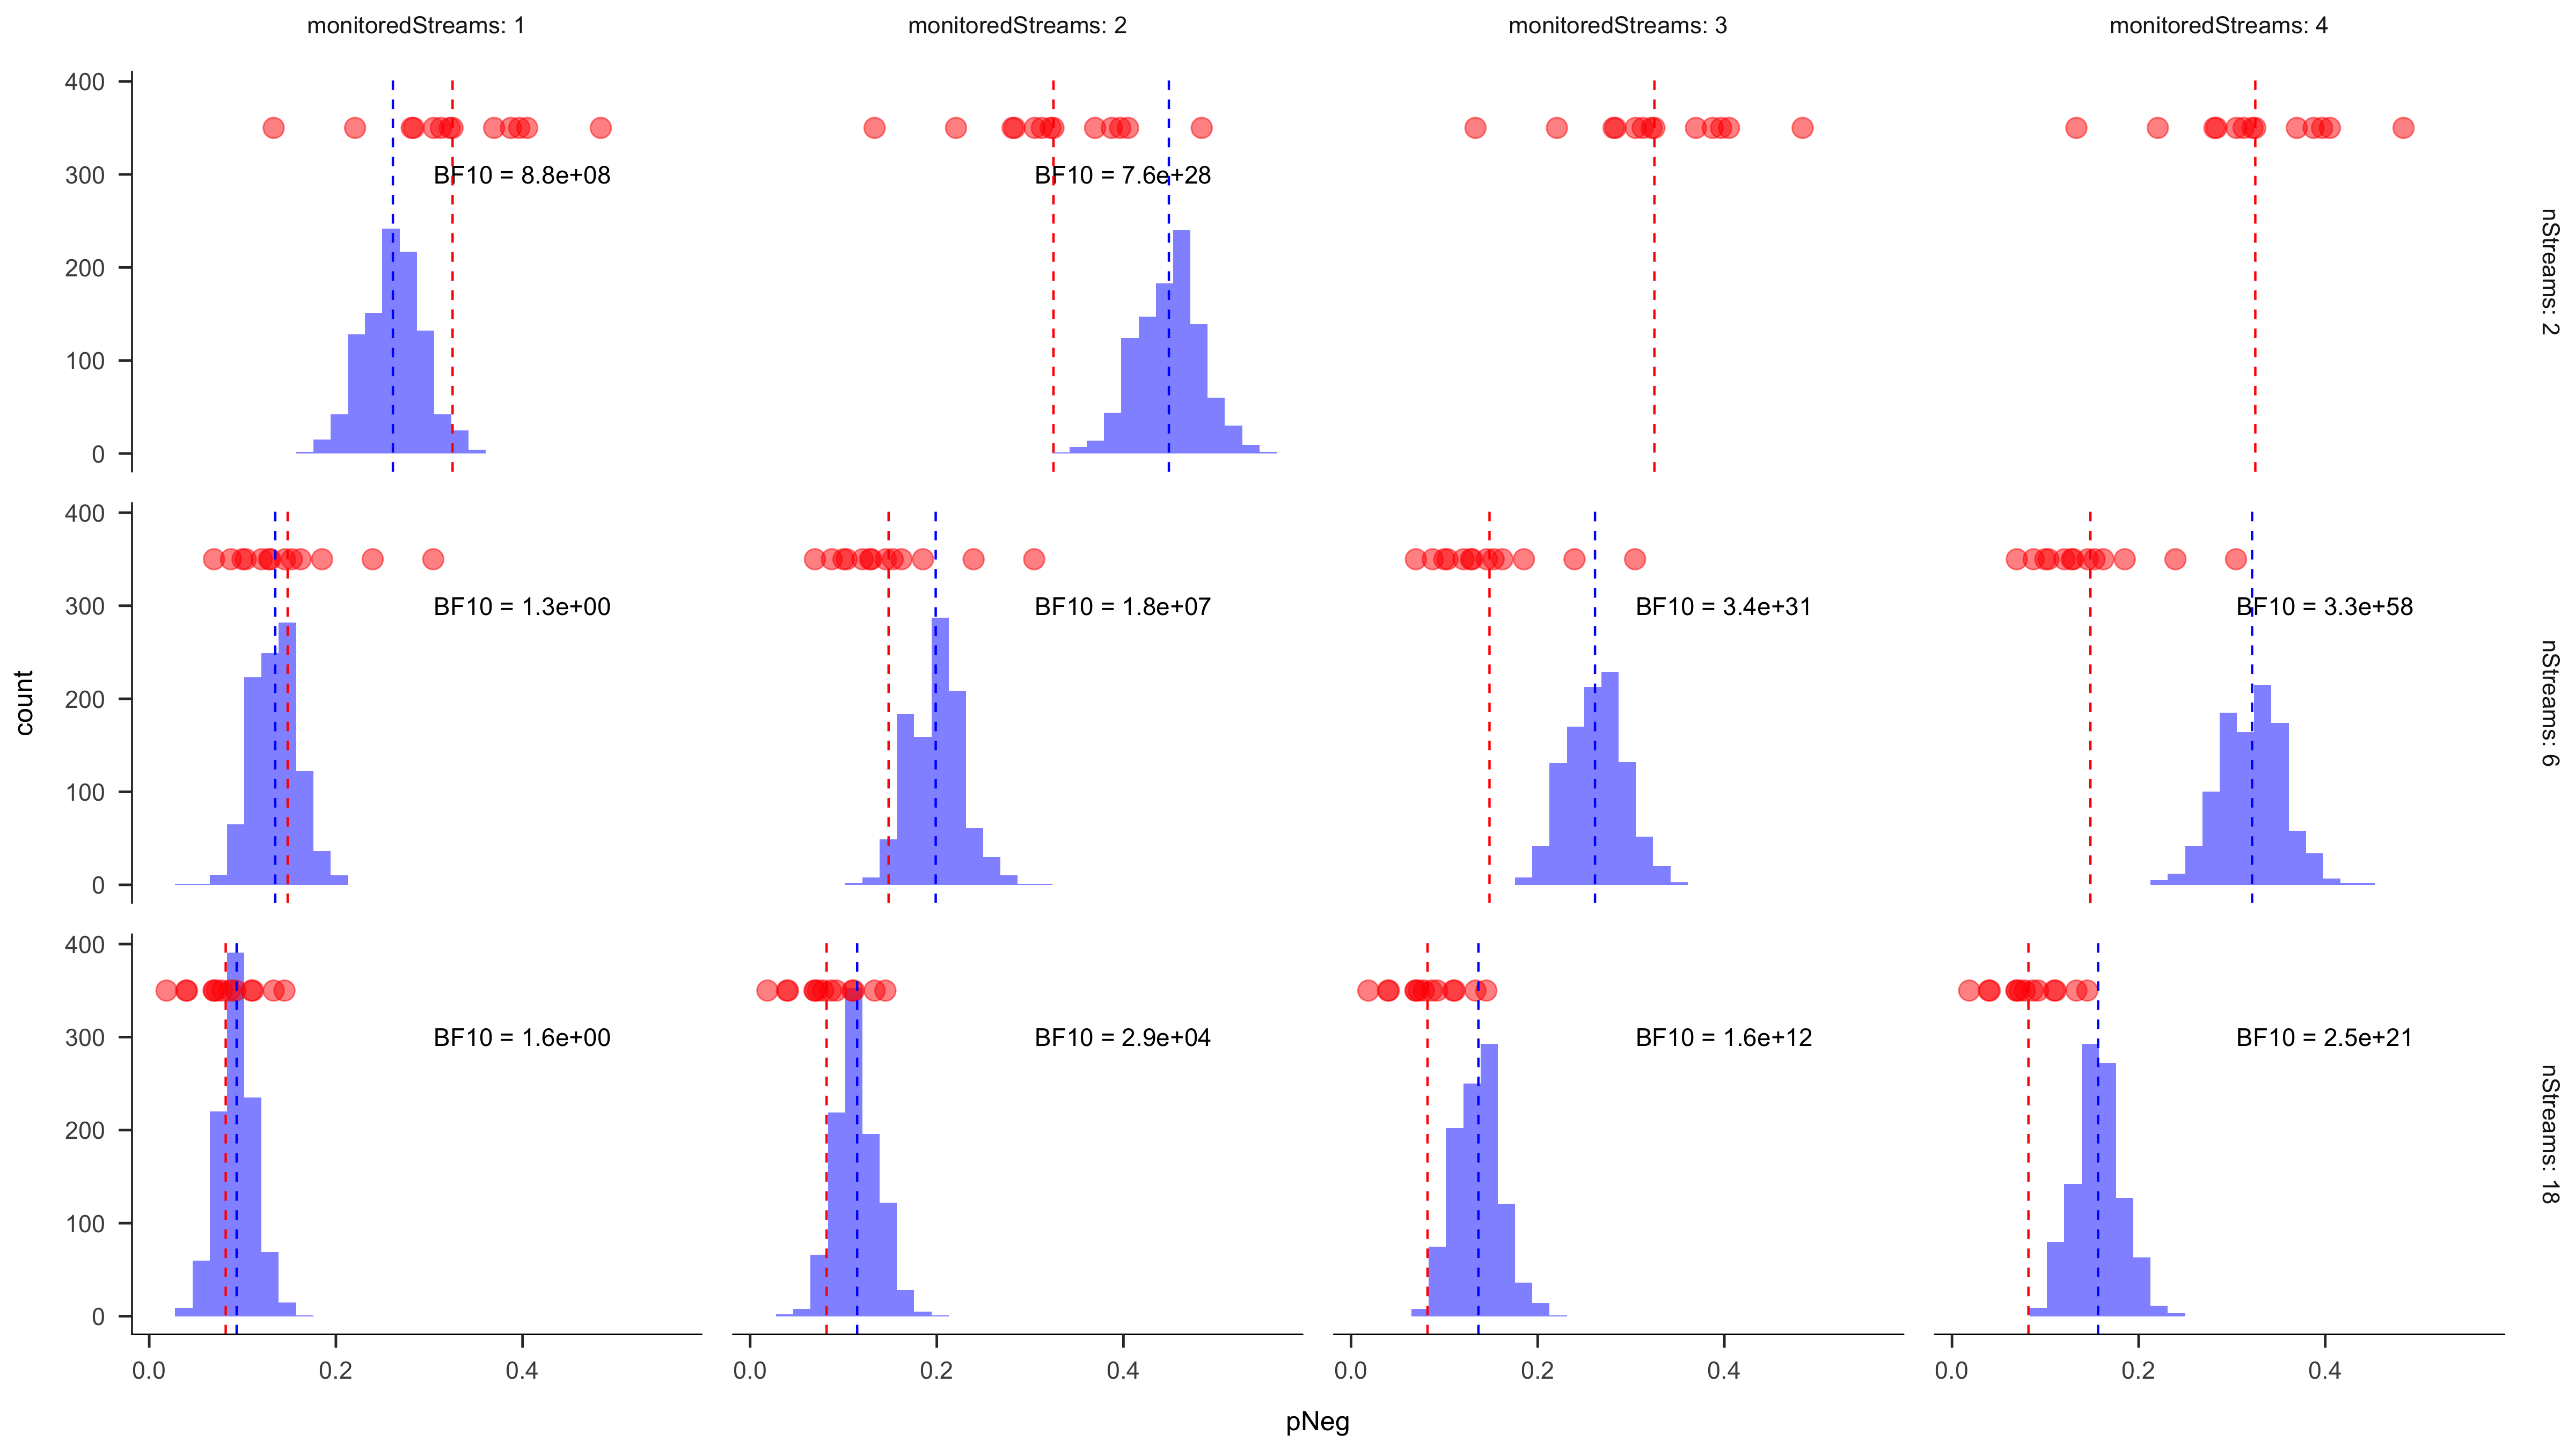 monitoredStreams: 1
monitoredStreams: 2
monitoredStreams: 3
monitoredStreams: 4
400
300
200
100
0
BF10 = 8.8e+08
BF10 = 7.6e+28
nStreams: 2
400
300
200
100
0
BF10 = 1.3e+00
BF10 = 1.8e+07
BF10 = 3.4e+31
BF10 = 3.3e+58
nStreams: 6
count
400
300
200
100
0
BF10 = 1.6e+00
BF10 = 2.9e+04
BF10 = 1.6e+12
BF10 = 2.5e+21
nStreams: 18
0.0
0.2
0.4
0.0
0.2
0.4
0.0
0.2
0.4
0.0
0.2
0.4
pNeg